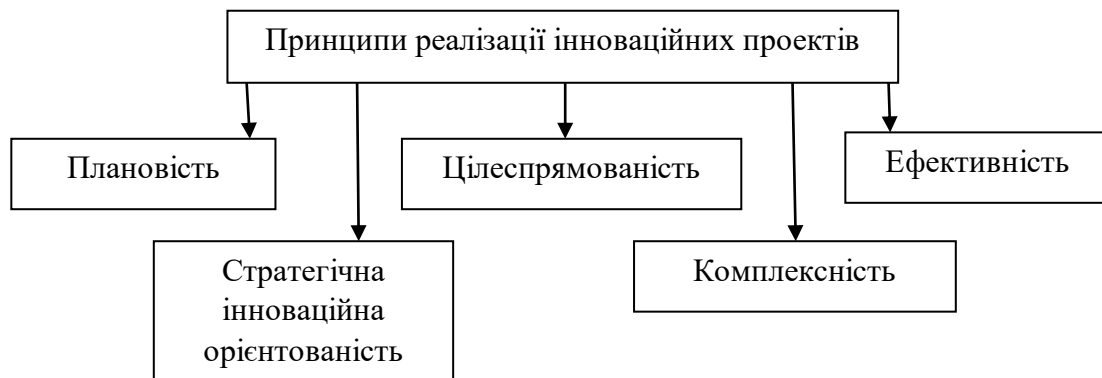 Принципи реалізації інноваційних проектів
Плановість
Цілеспрямованість
Ефективність
Стратегічна
інноваційна
орієнтованість
Комплексність